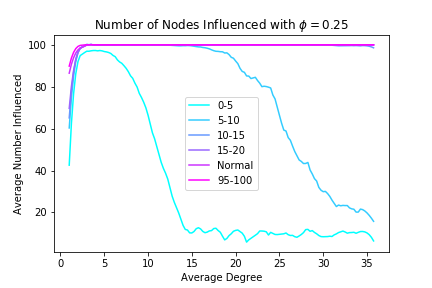 Number of Nodes Influenced with ϕ = 0.25
Average Number Influenced
100
80
60
40
20
0-5
5-10
10-15
15-20
Normal
95-100
0 5 10 15 20 25 30 35
Average Degree